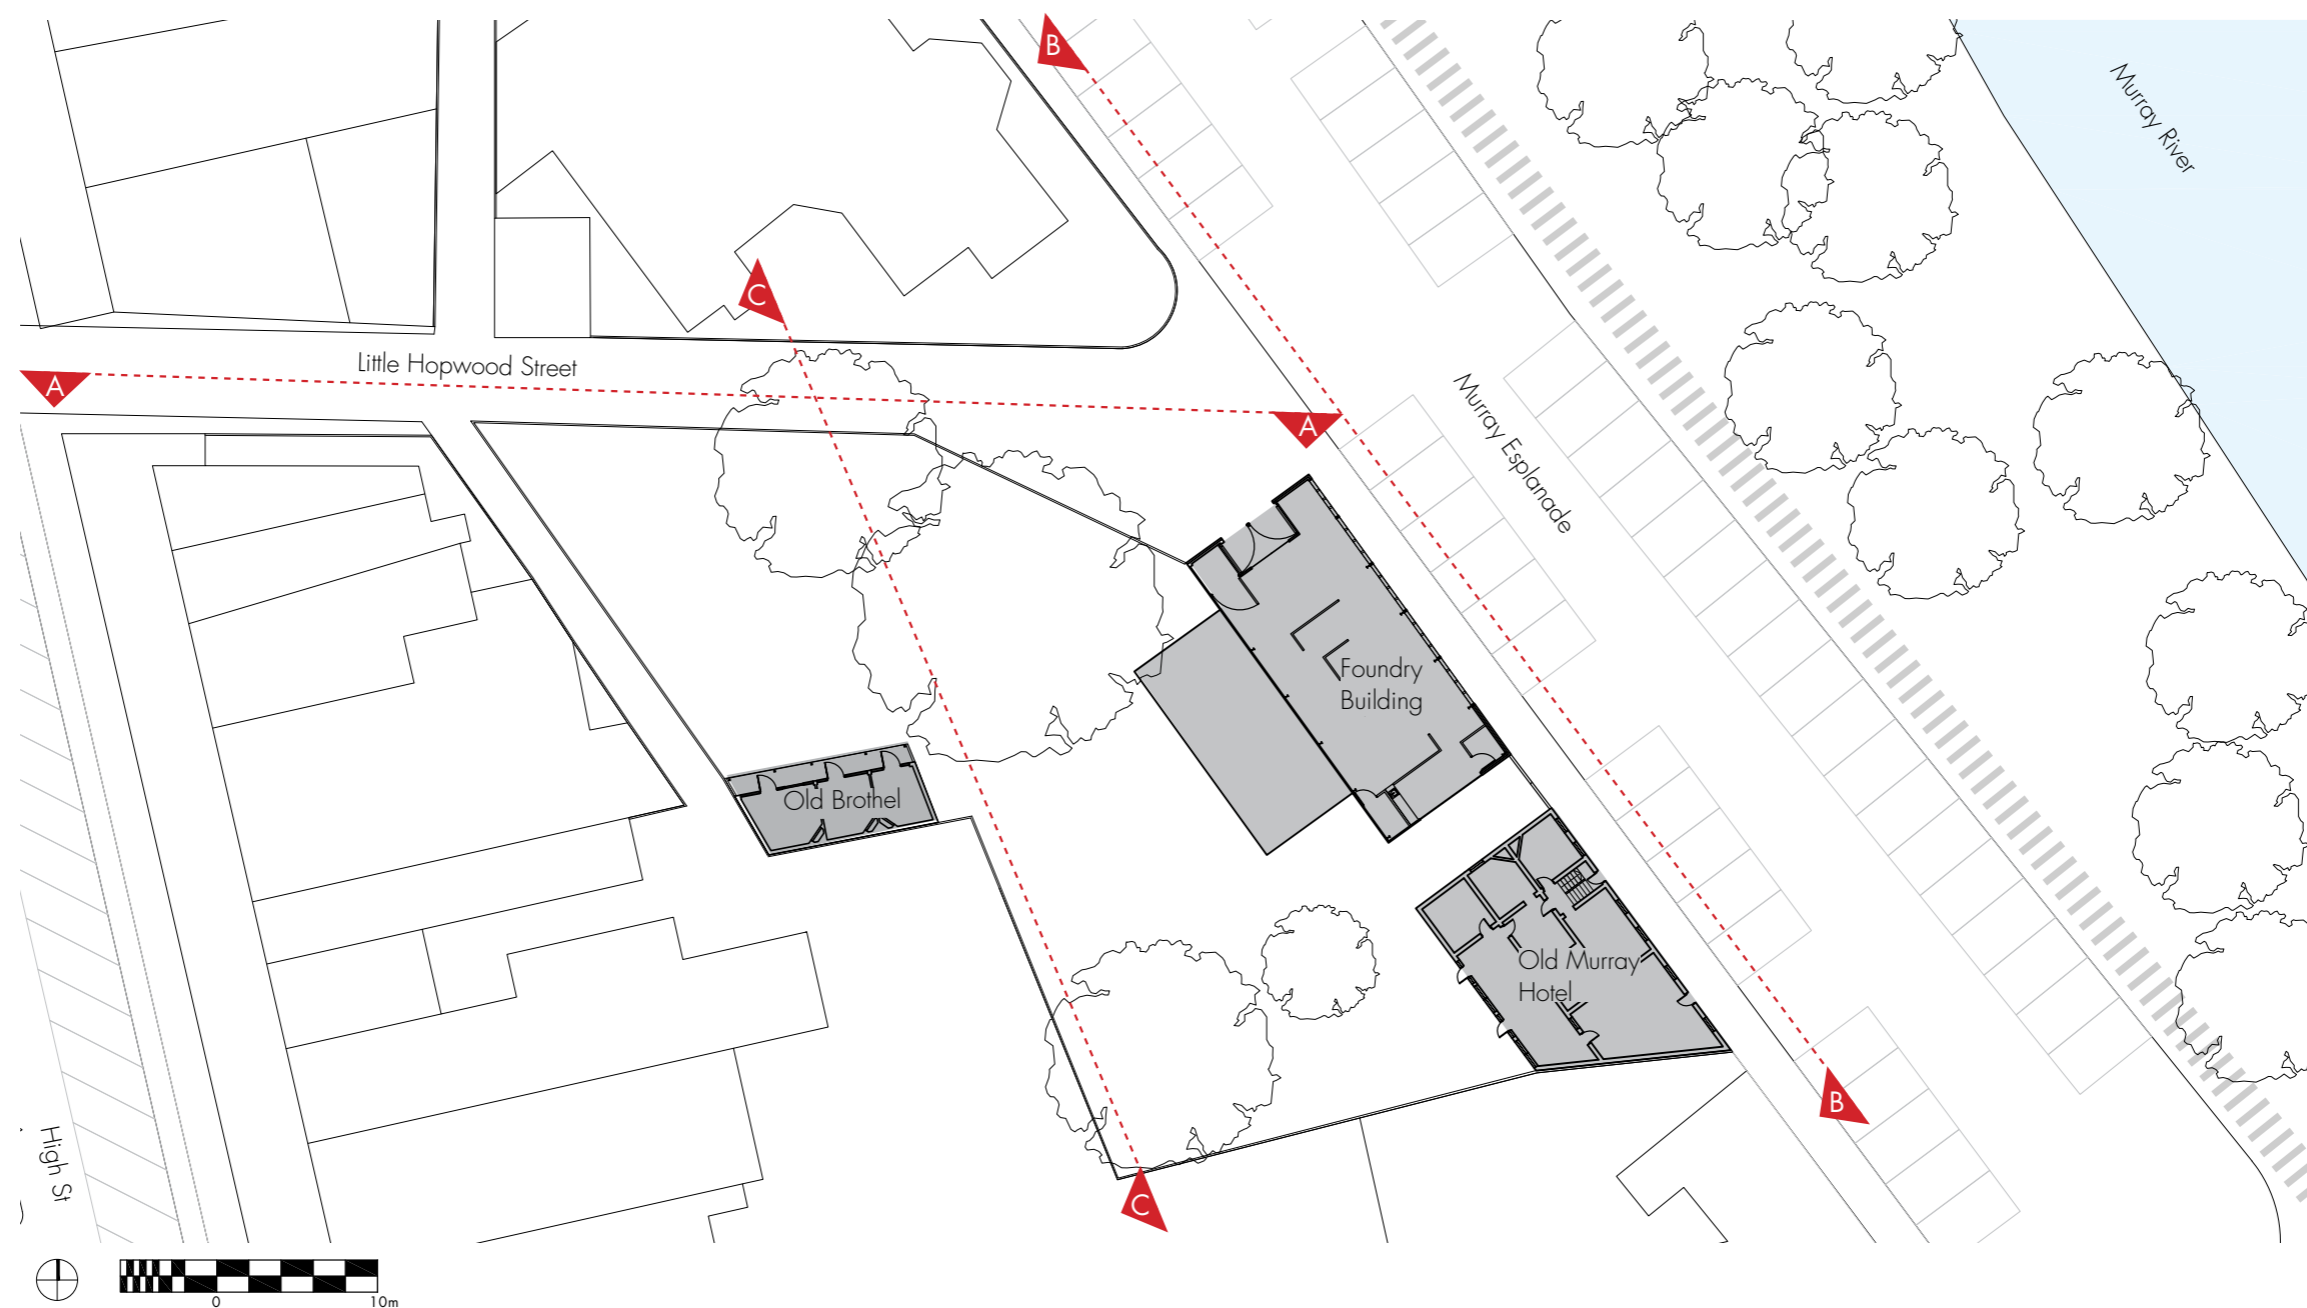 B
Murray River
C
Little Hopwood Street
A
A
Murray Esplanade
Foundry
Building
Old Brothel
Old Murray
Hotel
B
High St
C
0
10m